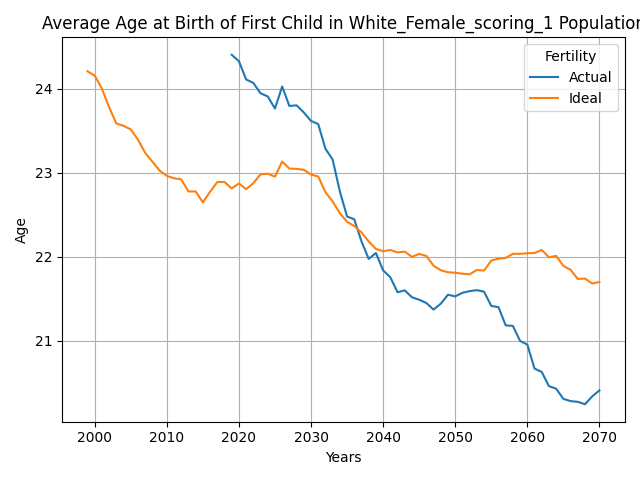 Average Age at Birth of First Child in White_Female_scoring_1 Population
Fertility
Actual
Ideal
Age
24
23
22
21
2000 2010 2020 2030 2040 2050 2060 2070
Years